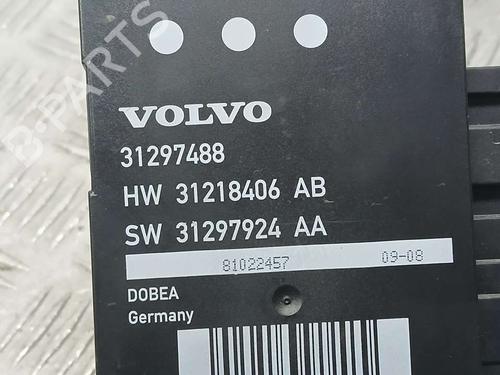 B-PARTS
VOLVO
31297488
HW 31218406 AB
SW 31297924 AA
81022457 09-08
DOBEA
Germany